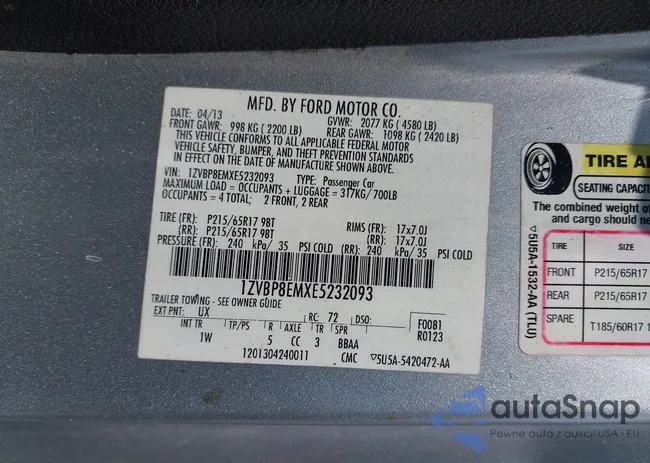 MFD. BY FORD MOTOR CO.
DATE: 04/13 GVWR: 2077 KG ( 4580 LB)
FRONT GAWR: 998 KG ( 2200 LB) REAR GAWR: 1098 KG ( 2420 LB)
THIS VEHICLE CONFORMS TO ALL APPLICABLE FEDERAL MOTOR
VEHICLE SAFETY, BUMPER, AND THEFT PREVENTION STANDARDS
IN EFFECT ON THE DATE OF MANUFACTURE SHOWN ABOVE.
VIN: 1ZVBP8EMXE5232093 TYPE: Passenger Car
MAXIMUM LOAD = OCCUPANTS + LUGGAGE = 317KG/700LB
OCCUPANTS = 4 TOTAL; 2 FRONT, 2 REAR
TIRE (FR): P215/65R17 98T RIMS (FR): 17x7.0J
(RR): P215/65R17 98T (RR): 17x7.0J
PRESSURE (FR): 240 kPa/ 35 PSI COLD (RR) 240 kPa/ 35 PSI COLD
1ZVBP8EMXE5232093
TRAILER TOWING - SEE OWNER GUIDE
EXT PNT: UX RC: 72 DSO: F0081
INT TR TP/PS R AXLE TR SPR R0123
1W 5 CC 3 BBAA
1201304240011 CMC ▽5U5A-5420472-AA
TIRE
SEATING
The combined weight of
and cargo should
TIRE SIZE
FRONT P215/65R17
REAR P215/65R17
SPARE T185/60R17
▽5U5A-1532-AA (TLU)
autaSnap
Pewne auta z aukcji USA i EU